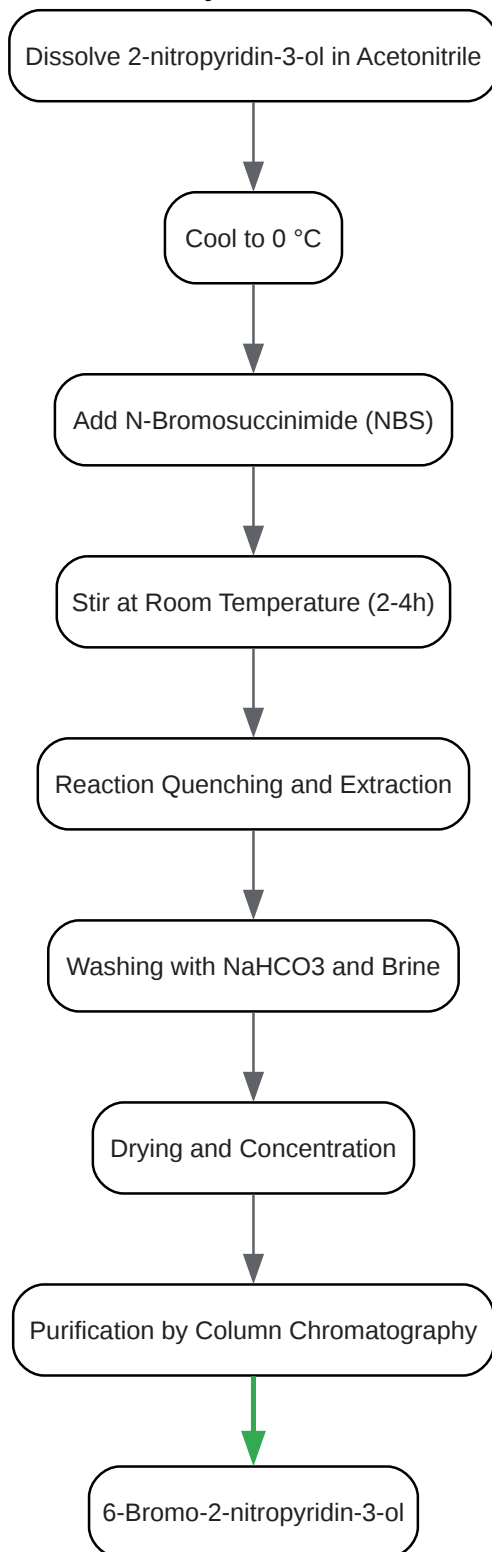 Dissolve 2-nitropyridin-3-ol in Acetonitrile
Cool to 0 °C
Add N-Bromosuccinimide (NBS)
Stir at Room Temperature (2-4h)
Reaction Quenching and Extraction
Washing with NaHCO3 and Brine
Drying and Concentration
Purification by Column Chromatography
6-Bromo-2-nitropyridin-3-ol